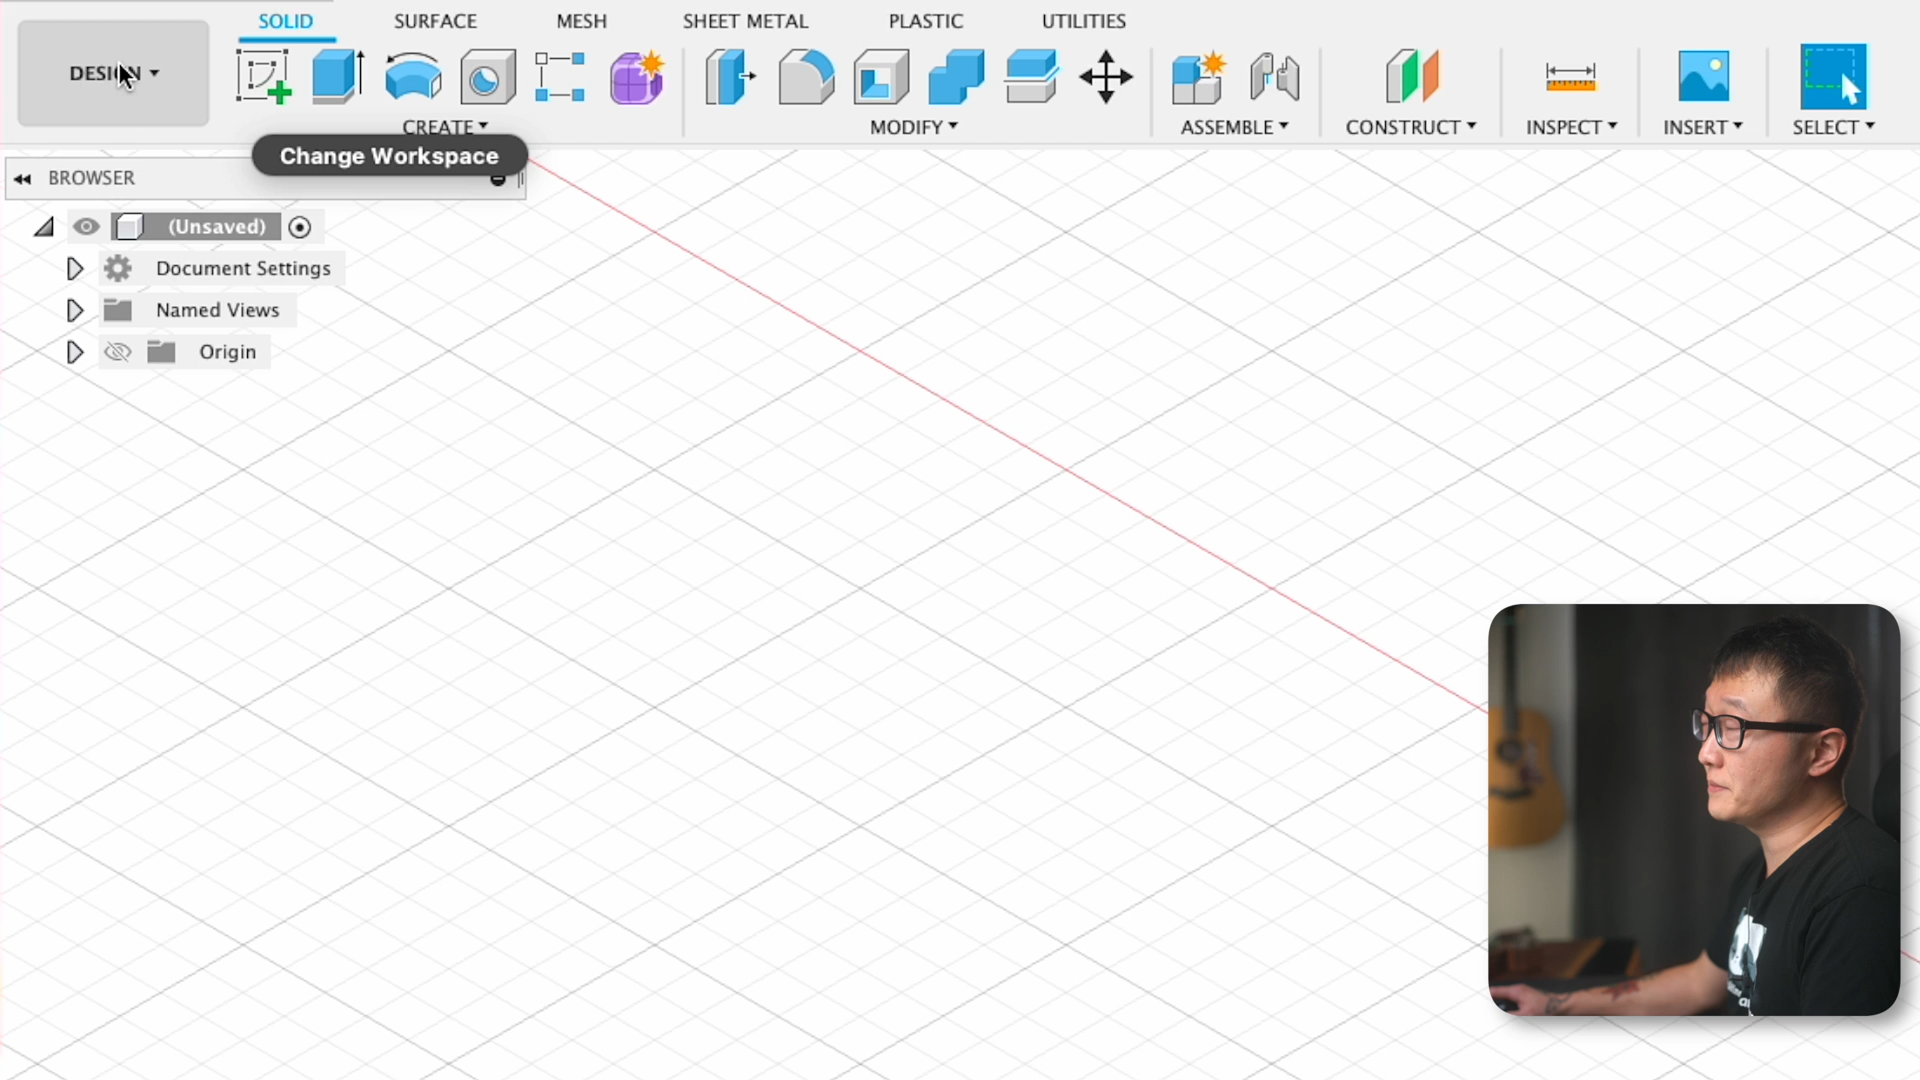 SOLID SURFACE MESH SHEET METAL PLASTIC UTILITIES
DESIGN
CREATE MODIFY ASSEMBLE CONSTRUCT INSPECT INSERT SELECT
Change Workspace
BROWSER
(Unsaved)
Document Settings
Named Views
Origin